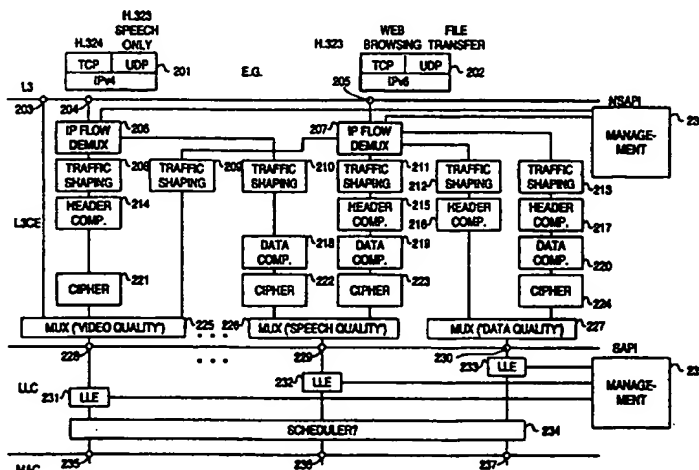 H.323
SPEECH
ONLY
H.324
TCP UDP
IPv4
201
E.G.
H.323
WEB BROWSING
FILE TRANSFER
TCP UDP
IPv6
202
L3
203
204
205
NSAPI
IP FLOW DEMUX
206
207
IP FLOW DEMUX
MANAGE-
MENT
TRAFFIC SHAPING
208
TRAFFIC SHAPING
209
TRAFFIC SHAPING
210
TRAFFIC SHAPING
211
212
TRAFFIC SHAPING
TRAFFIC SHAPING
213
HEADER COMP.
214
HEADER COMP.
215
216
HEADER COMP.
HEADER COMP.
217
L3CE
DATA COMP.
218
DATA COMP.
219
DATA COMP.
220
CIPHER
221
CIPHER
222
CIPHER
223
CIPHER
224
MUX ("VIDEO QUALITY")
225
226
MUX ("SPEECH QUALITY")
MUX ("DATA QUALITY")
227
228
229
230
SAPI
LLC
231
LLE
232
LLE
233
LLE
MANAGE-
MENT
SCHEDULER?
234
235
236
237
MAC